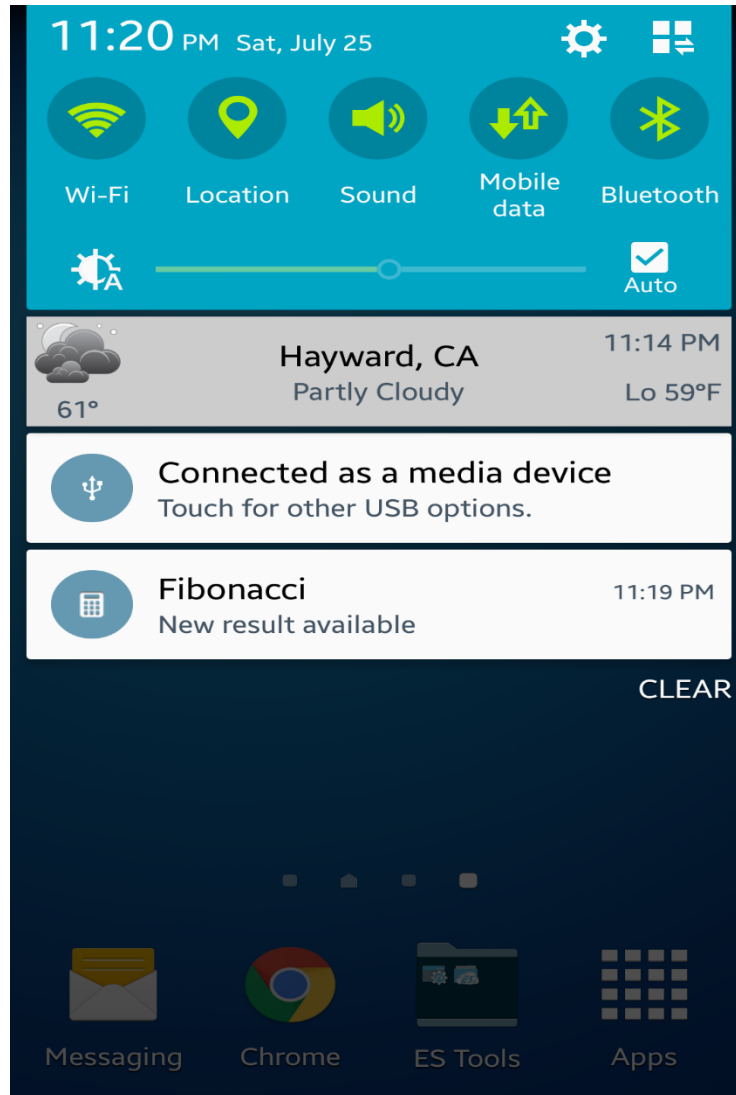 11:20 PM Sat, July 25
Wi-Fi Location Sound Mobile data Bluetooth
A
Auto
Hayward, CA 11:14 PM
Partly Cloudy Lo 59°F
61°
Connected as a media device
Touch for other USB options.
Fibonacci 11:19 PM
New result available
CLEAR
Messaging Chrome ES Tools Apps